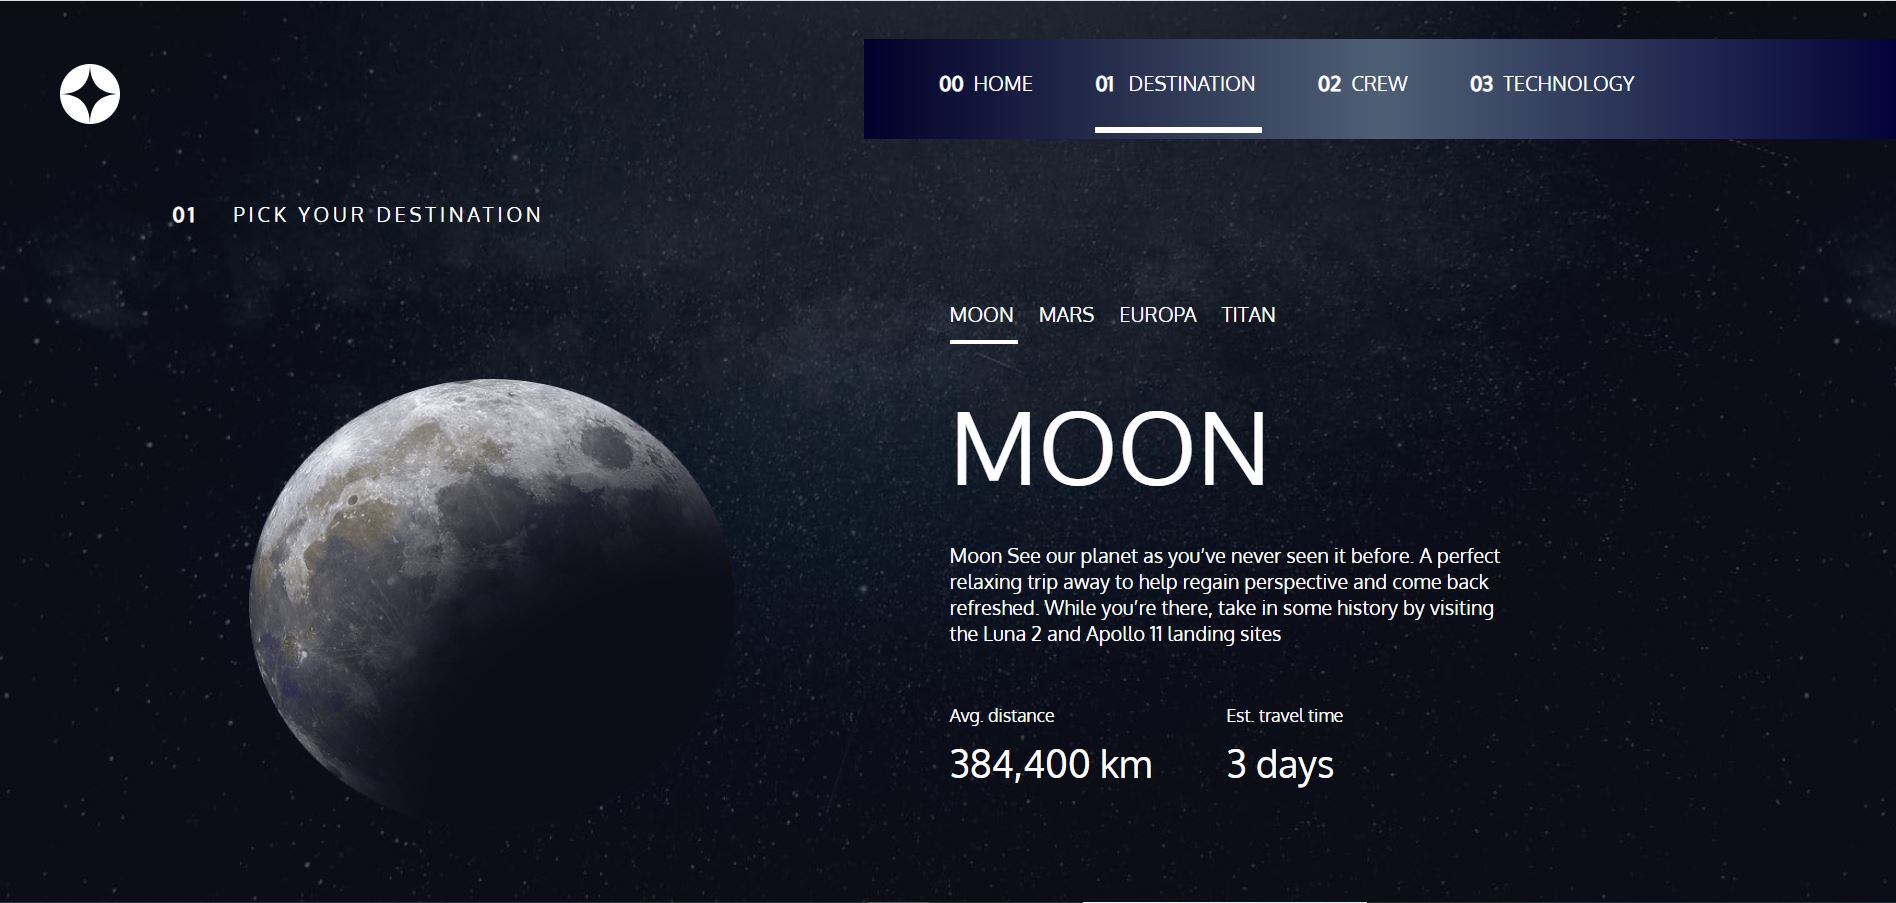 00 HOME 01 DESTINATION 02 CREW 03 TECHNOLOGY
01 PICK YOUR DESTINATION
MOON MARS EUROPA TITAN
MOON
Moon See our planet as you’ve never seen it before. A perfect
relaxing trip away to help regain perspective and come back
refreshed. While you’re there, take in some history by visiting
the Luna 2 and Apollo 11 landing sites
Avg. distance Est. travel time
384,400 km 3 days